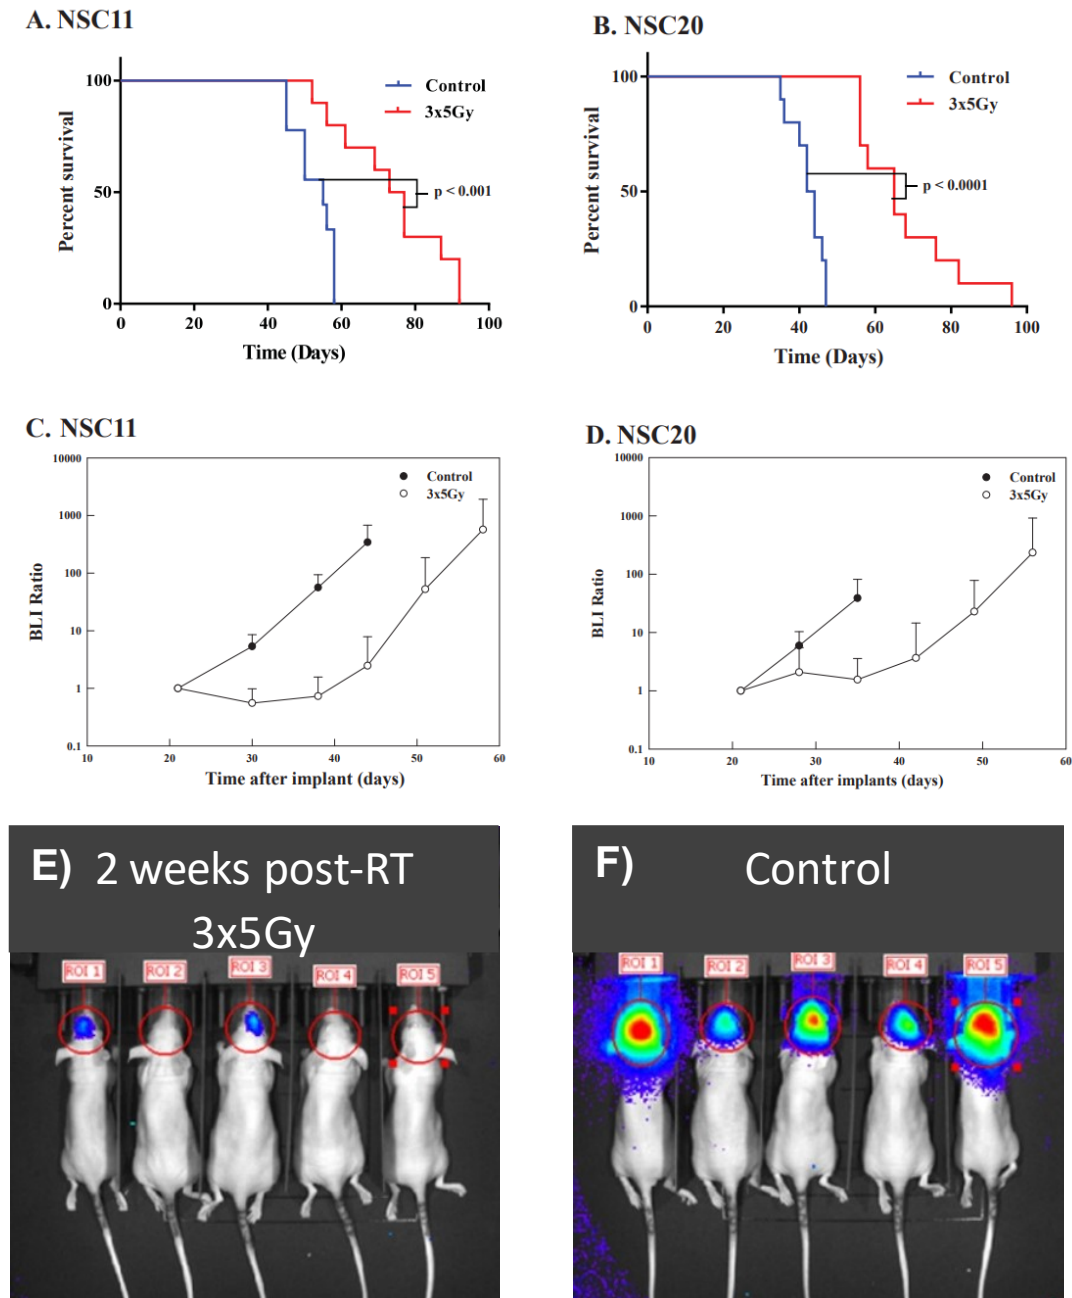 A. NSC11
100
50
0
0 20 40 60 80 100
Percent survival
Time (Days)
Control
3x5Gy
p < 0.001
B. NSC20
100
50
0
0 20 40 60 80 100
Percent survival
Time (Days)
Control
3x5Gy
p < 0.0001
C. NSC11
10000
1000
100
10
1
0.1
10 20 30 40 50 60
BLI Ratio
Time after implant (days)
Control
3x5Gy
D. NSC20
10000
1000
100
10
1
0.1
10 20 30 40 50 60
BLI Ratio
Time after implants (days)
Control
3x5Gy
E) 2 weeks post-RT
3x5Gy
ROI 1 ROI 2 ROI 3 ROI 4 ROI 5
F) Control
ROI 1 ROI 2 ROI 3 ROI 4 ROI 5